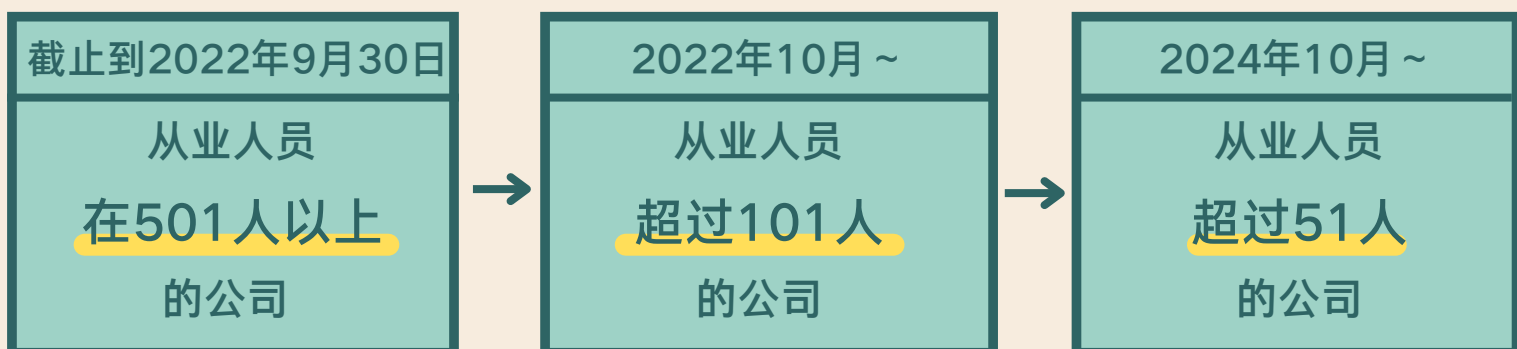 截止到2022年9月30日
从业人员
在501人以上
的公司
2022年10月~
从业人员
超过101人
的公司
2024年10月~
从业人员
超过51人
的公司